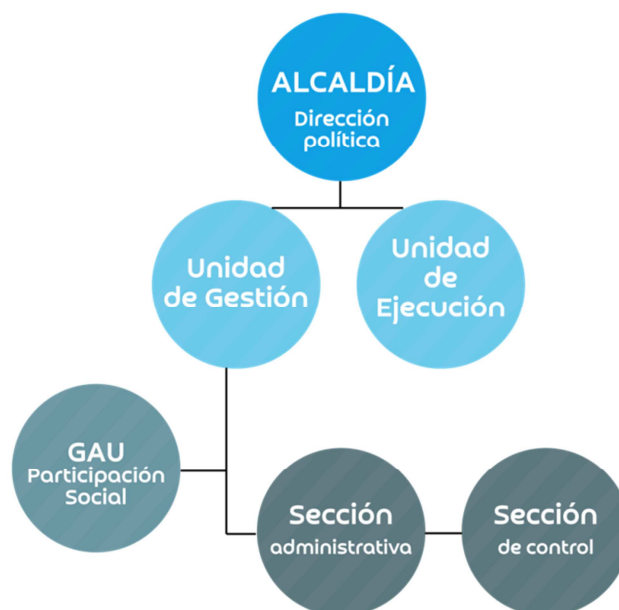 ALCALDÍA
Dirección
política
Unidad
de Gestión
Unidad
de
Ejecución
GAU
Participación
Social
Sección
administrativa
Sección
de control